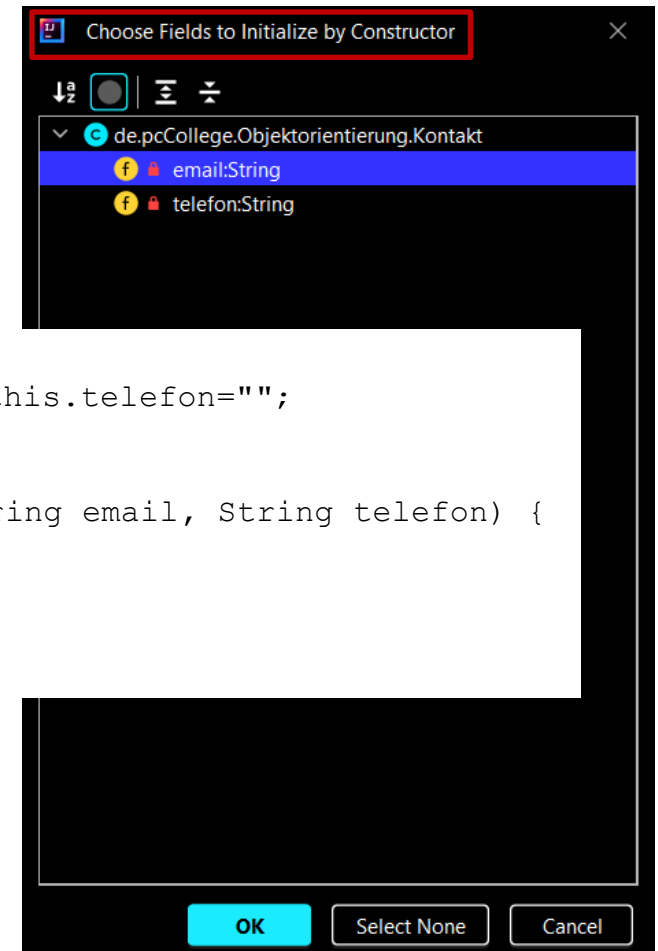 Choose Fields to Initialize by Constructor
de.pcCollege.Objektorientierung.Kontakt
email:String
telefon:String
his.telefon="";
ring email, String telefon) {
OK Select None Cancel